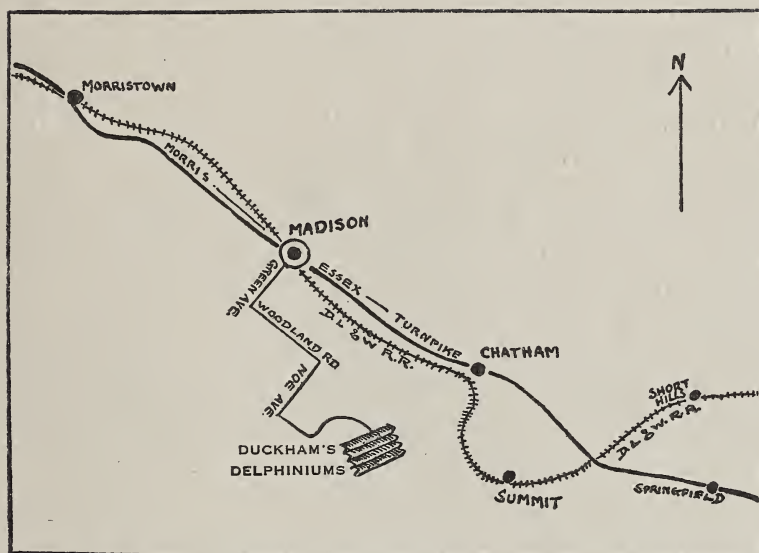 MORRISTOWN
N
MORRIS
MADISON
GREEN AVE.
ESSEX — TURNPIKE
D. L & W R.R.
WOODLAND RD
CHATHAM
NOE AVE.
SHORT
HILLS
D L & W. R.R.
DUCKHAM'S
DELPHINIUMS
SUMMIT
SPRINGFIELD